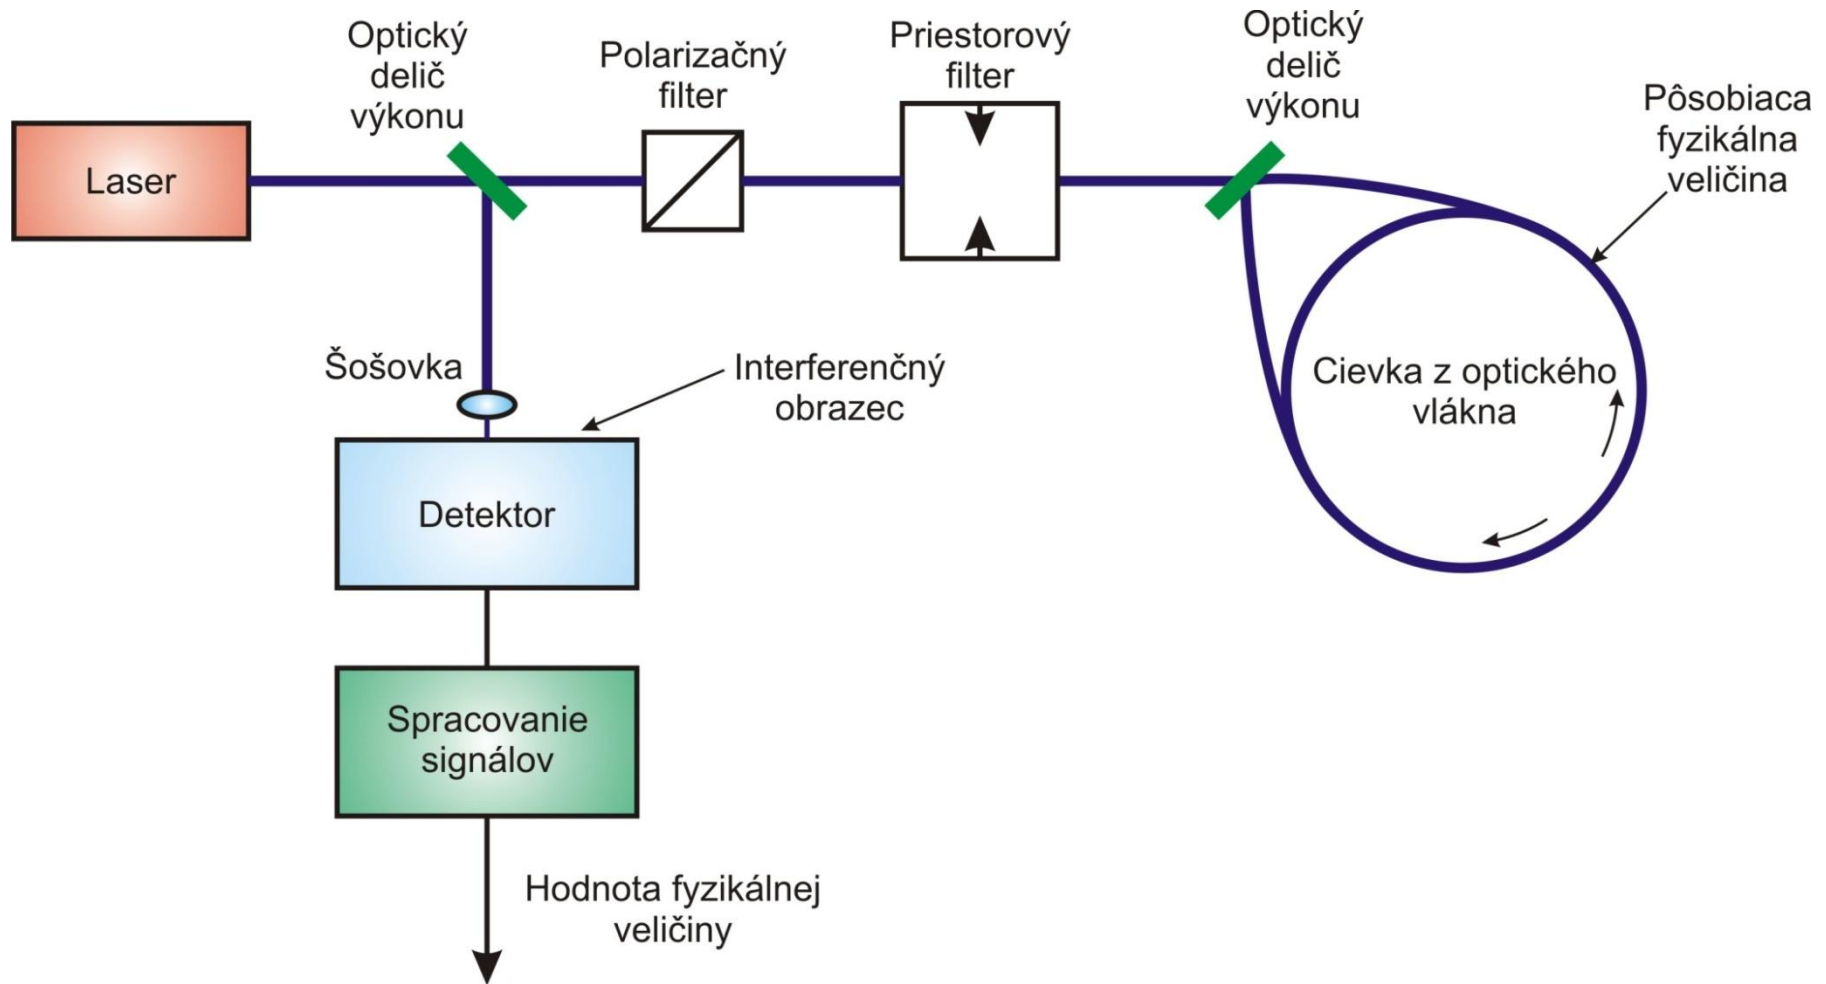 Optický
delič
výkonu
Polarizačný
filter
Priestorový
filter
Optický
delič
výkonu
Pôsobiaca
fyzikálna
veličina
Laser
Šošovka
Interferenčný
obrazec
Cievka z optického
vlákna
Detektor
Spracovanie
signálov
Hodnota fyzikálnej
veličiny